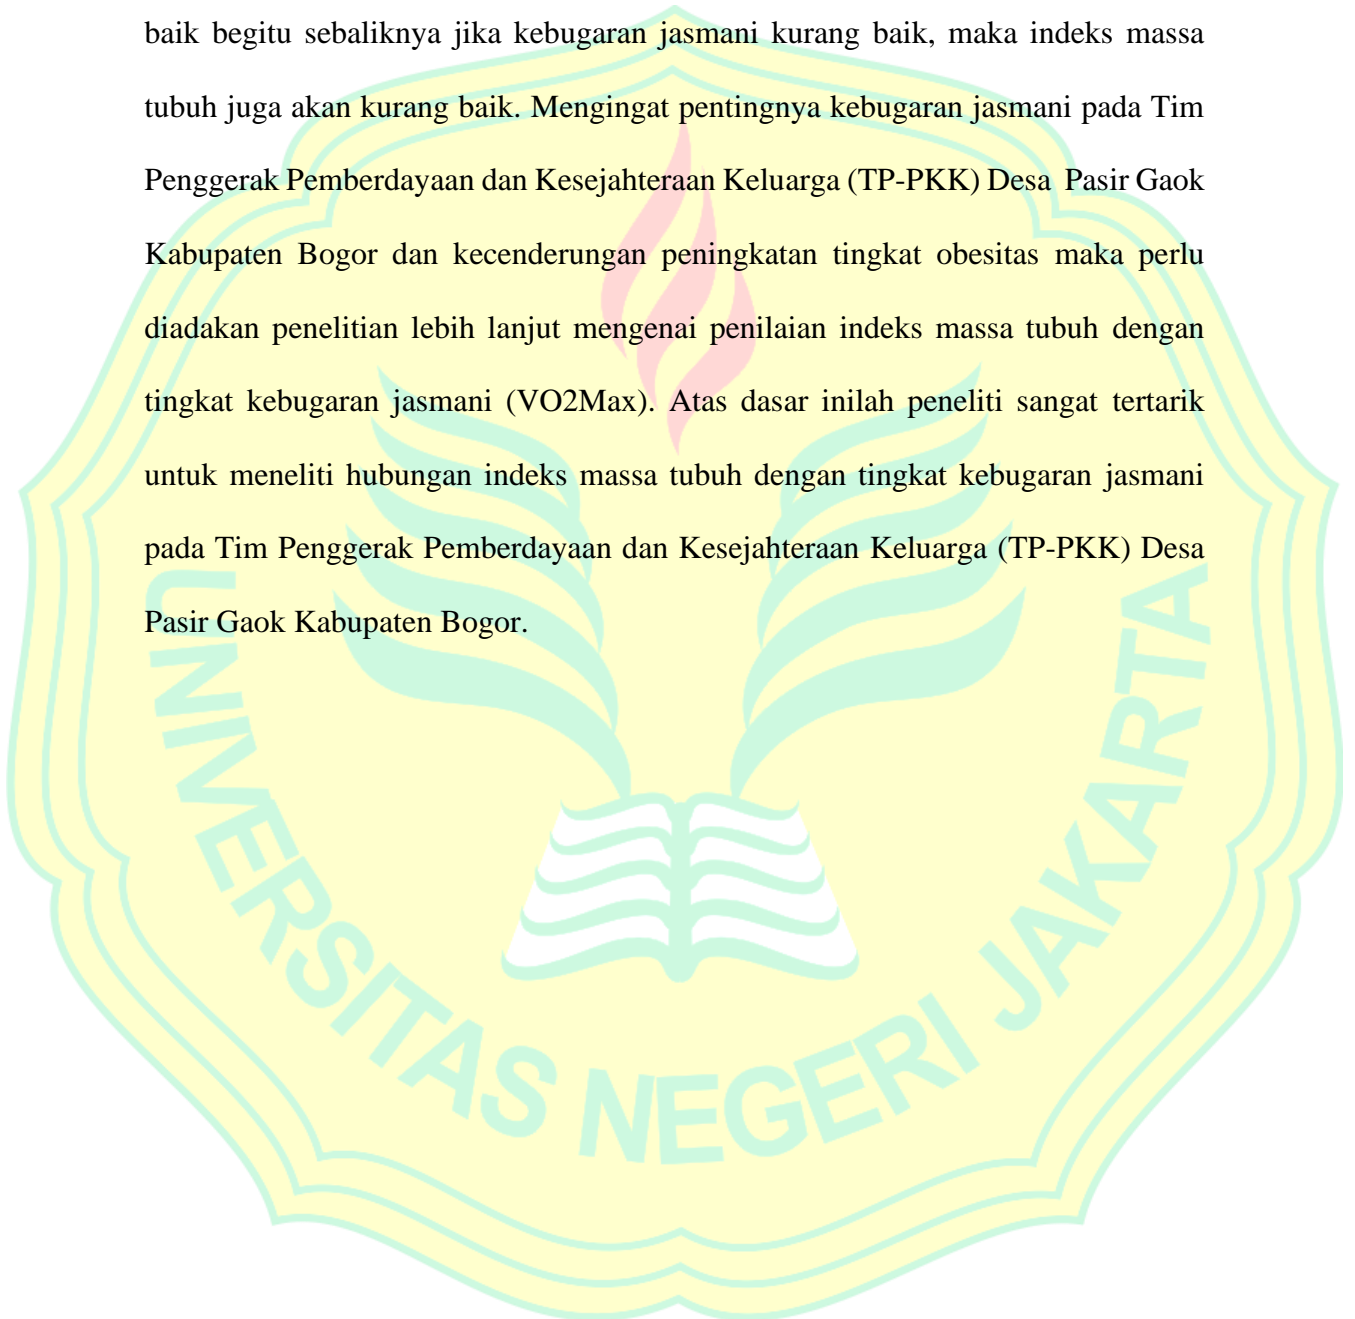 baik begitu sebaliknya jika kebugaran jasmani kurang baik, maka indeks massa
tubuh juga akan kurang baik. Mengingat pentingnya kebugaran jasmani pada Tim
Penggerak Pemberdayaan dan Kesejahteraan Keluarga (TP-PKK) Desa Pasir Gaok
Kabupaten Bogor dan kecenderungan peningkatan tingkat obesitas maka perlu
diadakan penelitian lebih lanjut mengenai penilaian indeks massa tubuh dengan
tingkat kebugaran jasmani (VO2Max). Atas dasar inilah peneliti sangat tertarik
untuk meneliti hubungan indeks massa tubuh dengan tingkat kebugaran jasmani
pada Tim Penggerak Pemberdayaan dan Kesejahteraan Keluarga (TP-PKK) Desa
Pasir Gaok Kabupaten Bogor.
UNIVERSITAS NEGERI JAKARTA